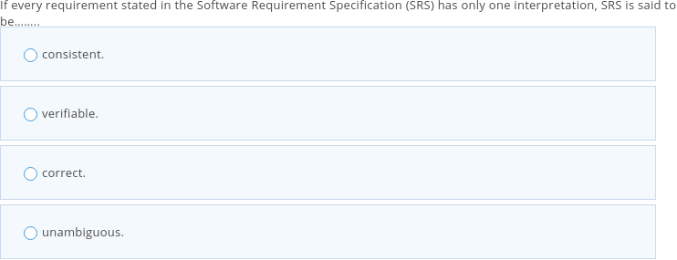 If every requirement stated in the Software Requirement Specification (SRS) has only one interpretation, SRS is said to
be........
consistent.
verifiable.
correct.
unambiguous.